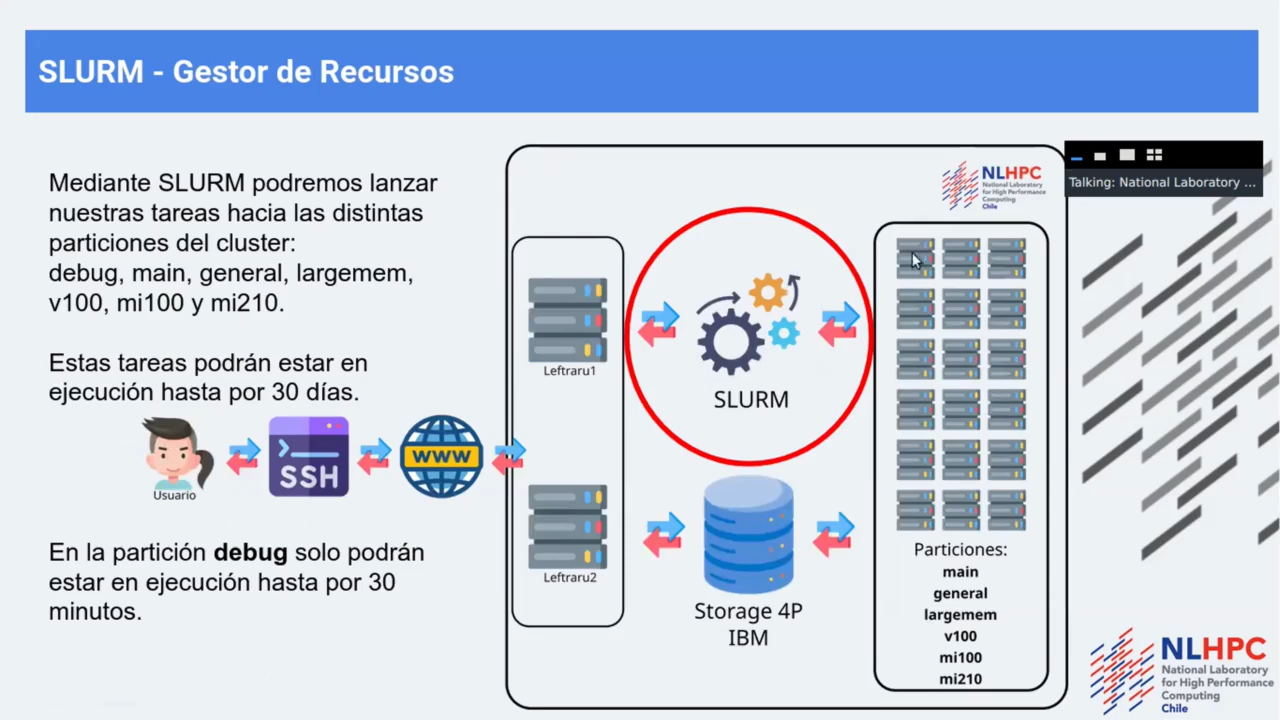 SLURM - Gestor de Recursos
Mediante SLURM podremos lanzar
nuestras tareas hacia las distintas
particiones del cluster:
debug, main, general, largemem,
v100, mi100 y mi210.
Estas tareas podrán estar en
ejecución hasta por 30 días.
Usuario
SSH
WWW
En la partición debug solo podrán
estar en ejecución hasta por 30
minutos.
Leftraru1
Leftraru2
SLURM
Storage 4P
IBM
NLHPC
National Laboratory
for High Performance
Computing
Chile
Particiones:
main
general
largemem
v100
mi100
mi210
Talking: National Laboratory ...
NLHPC
National Laboratory
for High Performance
Computing
Chile